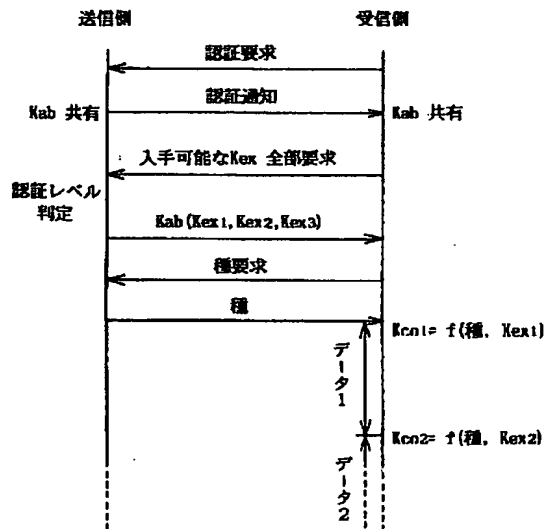 送信側
受信側
認証要求
認証通知
Kab 共有
Kab 共有
入手可能なKex 全部要求
認証レベル
判定
Kab(Kex1,Kex2,Kex3)
種要求
種
Kco1= f(種, Kex1)
データ1
Kco2= f(種, Kex2)
データ2